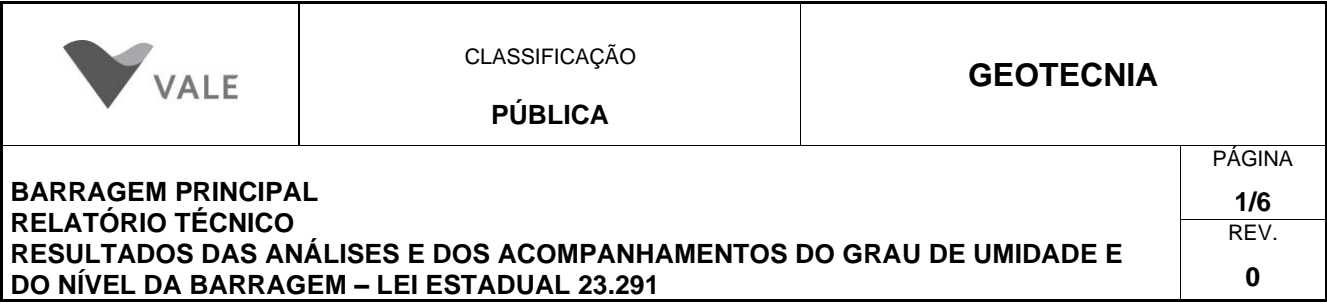 VALE
CLASSIFICAÇÃO
PÚBLICA
GEOTECNIA
BARRAGEM PRINCIPAL
RELATÓRIO TÉCNICO
RESULTADOS DAS ANÁLISES E DOS ACOMPANHAMENTOS DO GRAU DE UMIDADE E
DO NÍVEL DA BARRAGEM – LEI ESTADUAL 23.291
PÁGINA
1/6
REV.
0